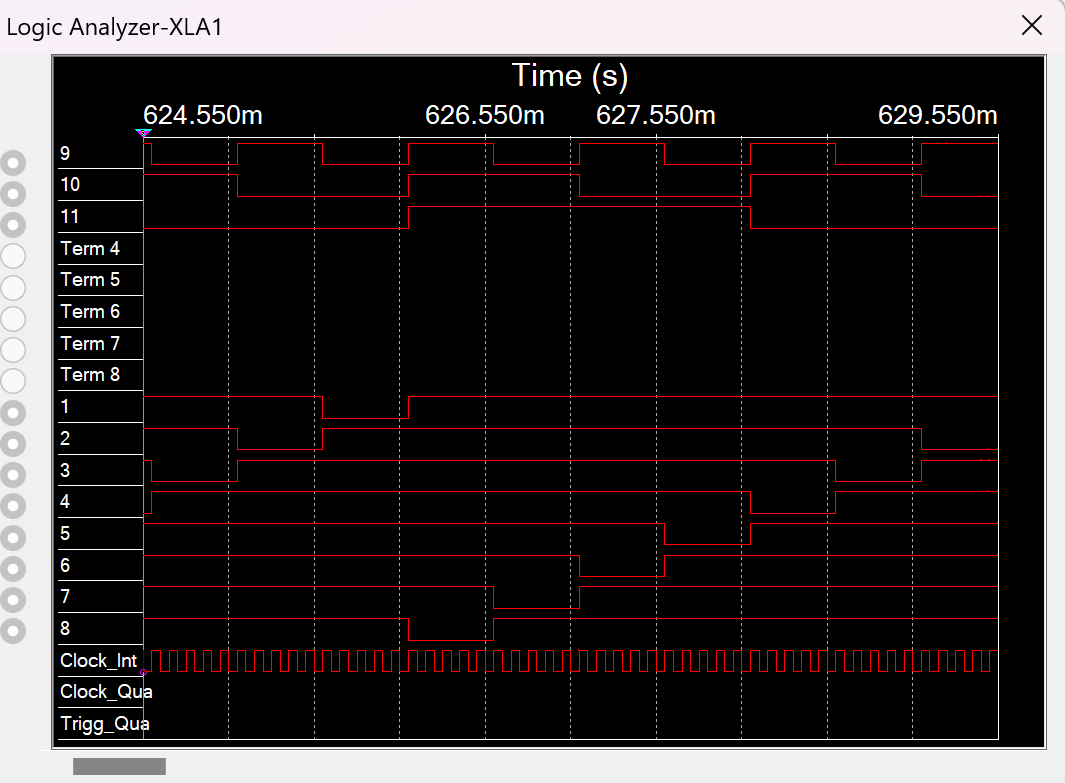 Logic Analyzer-XLA1
Time (s)
624.550m 626.550m 627.550m 629.550m
9
10
11
Term 4
Term 5
Term 6
Term 7
Term 8
1
2
3
4
5
6
7
8
Clock_Int
Clock_Qua
Trigg_Qua